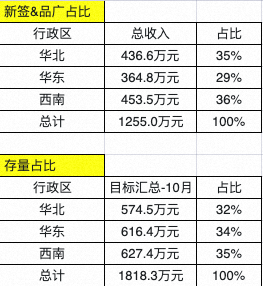 新签&品广占比
行政区 总收入 占比
华北 436.6万元 35%
华东 364.8万元 29%
西南 453.5万元 36%
总计 1255.0万元 100%
存量占比
行政区 目标汇总-10月 占比
华北 574.5万元 32%
华东 616.4万元 34%
西南 627.4万元 35%
总计 1818.3万元 100%